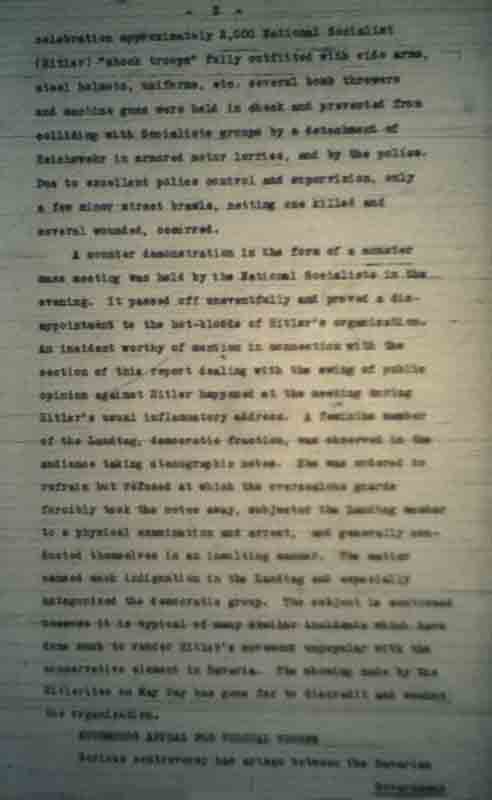 - 2 -
celebration approximately 2,000 National Socialist
(Hitler) "shock troops" fully outfitted with side arms,
steel helmets, uniforms, etc. several bomb throwers
and machine guns were held in check and prevented from
colliding with Socialists groups by a detachment of
Reichswehr in armored motor lorries, and by the police.
Due to excellent police control and supervision, only
a few minor street brawls, netting one killed and
several wounded, occurred.
A counter demonstration in the form of a monster
mass meeting was held by the National Socialists in the
evening. It passed off uneventfully and proved a dis-
appointment to the hot-bloods of Hitler's organization.
An incident worthy of mention in connection with the
section of this report dealing with the swing of public
opinion against Hitler happened at the meeting during
Hitler's usual inflammatory address. A feminine member
of the Landtag, democratic fraction, was observed in the
audience taking stenographic notes. She was ordered to
refrain but refused at which the overzealous guards
forcibly took the notes away, subjected the Landtag member
to a physical examination and arrest, and generally con-
ducted themselves in an insulting manner. The matter
caused much indignation in the Landtag and especially
the democratic group. The subject is mentioned
because it is typical of many similar incidents which have
done much to render Hitler's movement unpopular with the
conservative element in Bavaria. The showing made by the
Hitlerites on May Day has gone far to discredit and
the organization.
APPEAL FOR FEDERAL TROOPS
Serious controversy has arisen between the Bavarian
Government